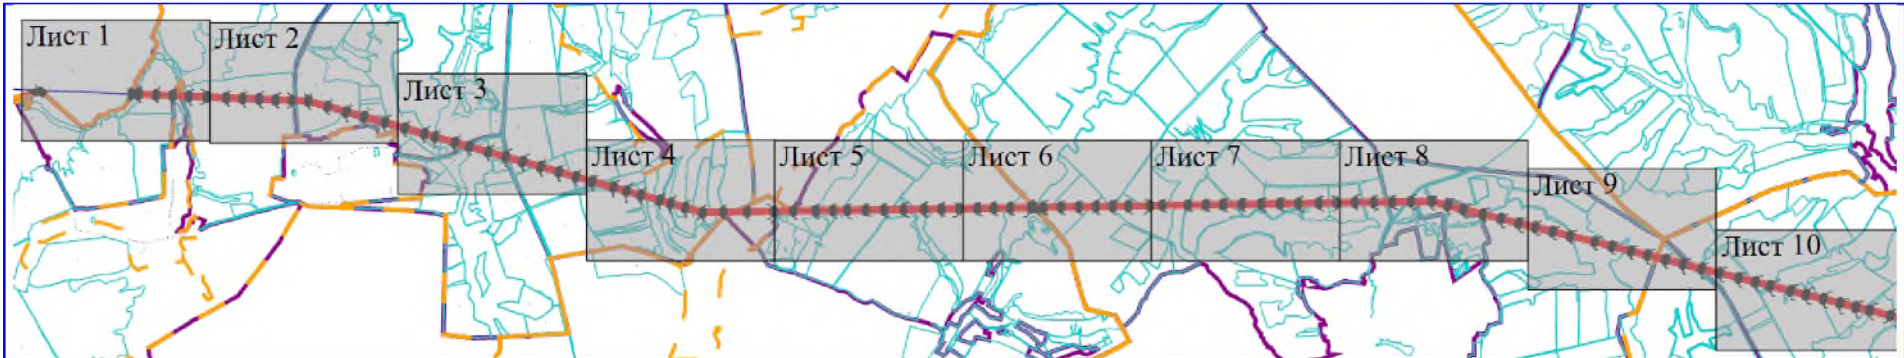 Лист 1
Лист 2
Лист 3
Лист 4
Лист 5
Лист 6
Лист 7
Лист 8
Лист 9
Лист 10